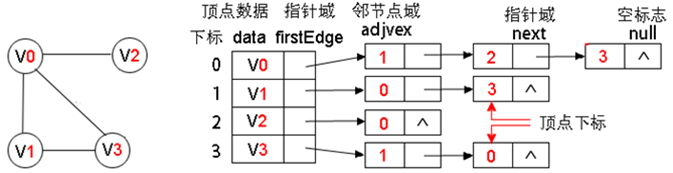 V0
V2
V1
V3
顶点数据 指针域 邻节点域 指针域 空标志
下标 data firstEdge adjvex next null
0 V0 1 2 3 ∧
1 V1 0 3 ∧
2 V2 0 ∧
顶点下标
3 V3 1 0 ∧